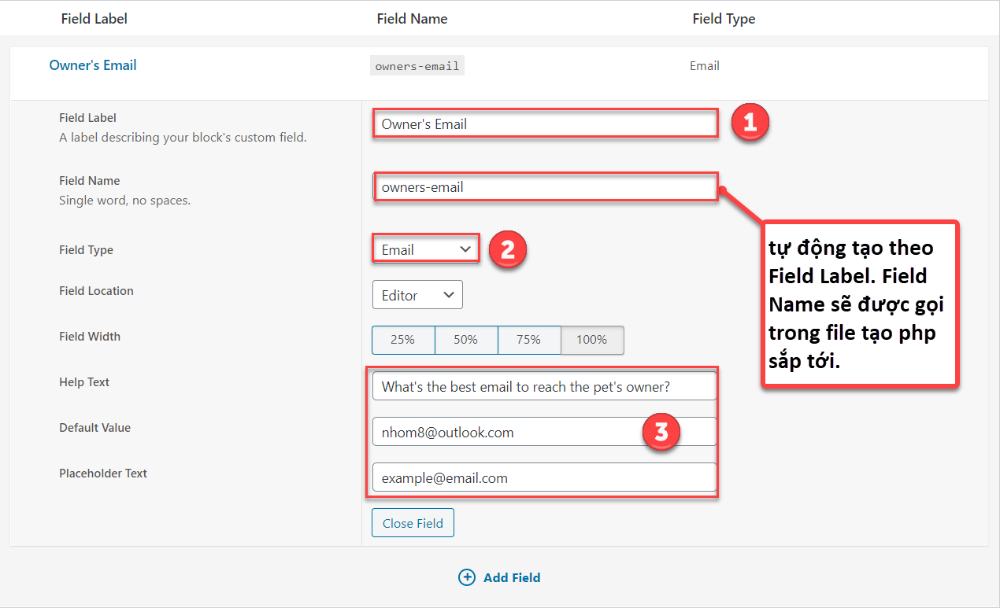 Field Label Field Name Field Type
Owner's Email owners-email Email
Field Label
A label describing your block's custom field.
Owner's Email
1
Field Name
Single word, no spaces.
owners-email
tự động tạo theo
Field Label. Field
Name sẽ được gọi
trong file tạo php
sắp tới.
Field Type
Email
2
Field Location
Editor
Field Width
25% 50% 75% 100%
Help Text
What's the best email to reach the pet's owner?
Default Value
nhom8@outlook.com
3
Placeholder Text
example@email.com
Close Field
Add Field